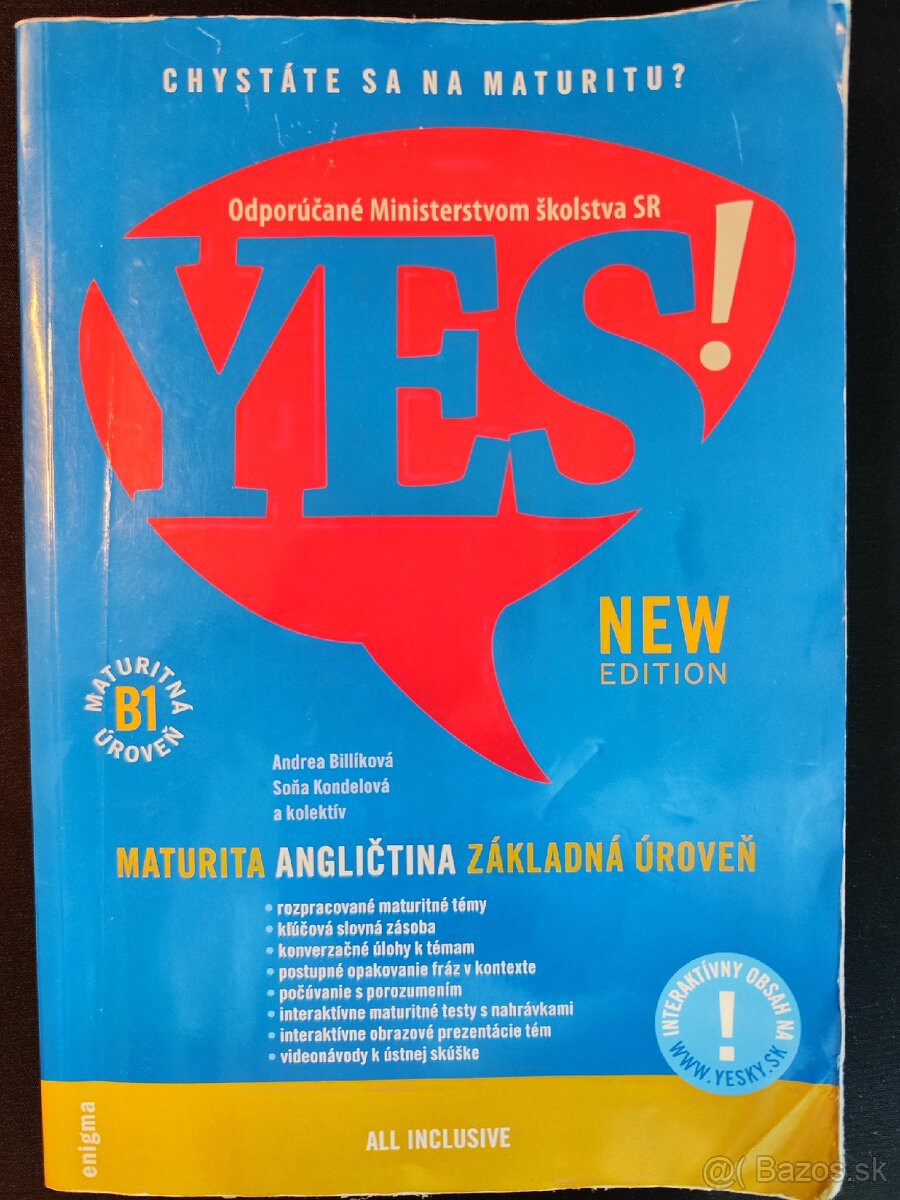 CHYSTÁTE SA NA MATURITU?
Odporúčané Ministerstvom školstva SR
YES!
NEW
EDITION
MATURITNÁ
B1
ÚROVEŇ
Andrea Billíková
Soňa Kondelová
a kolektív
MATURITA ANGLIČTINA ZÁKLADNÁ ÚROVEŇ
• rozpracované maturitné témy
• kľúčová slovná zásoba
• konverzačné úlohy k témam
• postupné opakovanie fráz v kontexte
• počúvanie s porozumením
• interaktívne maturitné testy s nahrávkami
• interaktívne obrazové prezentácie tém
• videonávody k ústnej skúške
INTERAKTÍVNY OBSAH NA
!
WWW.YESKY.SK
enigma
ALL INCLUSIVE
@( Bazos.sk